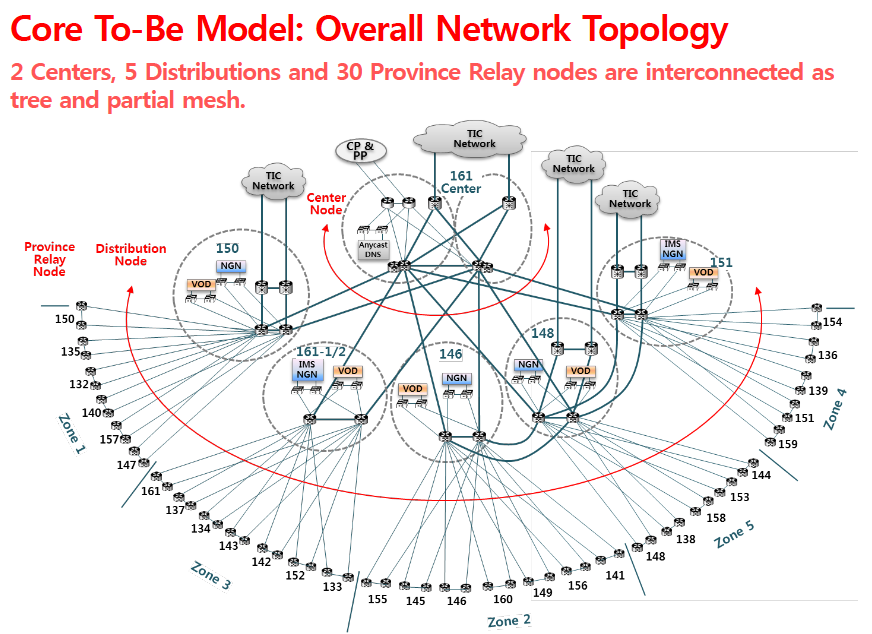 Core To-Be Model: Overall Network Topology
2 Centers, 5 Distributions and 30 Province Relay nodes are interconnected as
tree and partial mesh.
CP &
PP
TIC
Network
TIC
Network
TIC
Network
TIC
Network
161
Center
Center
Node
Anycast
DNS
Province
Relay
Node
Distribution
Node
150
NGN
VOD
IMS
NGN
VOD
151
161-1/2
IMS
NGN
VOD
146
VOD
NGN
148
NGN
VOD
150
135
132
140
157
147
Zone 1
161
137
134
143
142
152
133
Zone 3
155
145
146
160
149
156
141
Zone 2
148
138
158
153
144
Zone 5
159
151
139
136
154
Zone 4